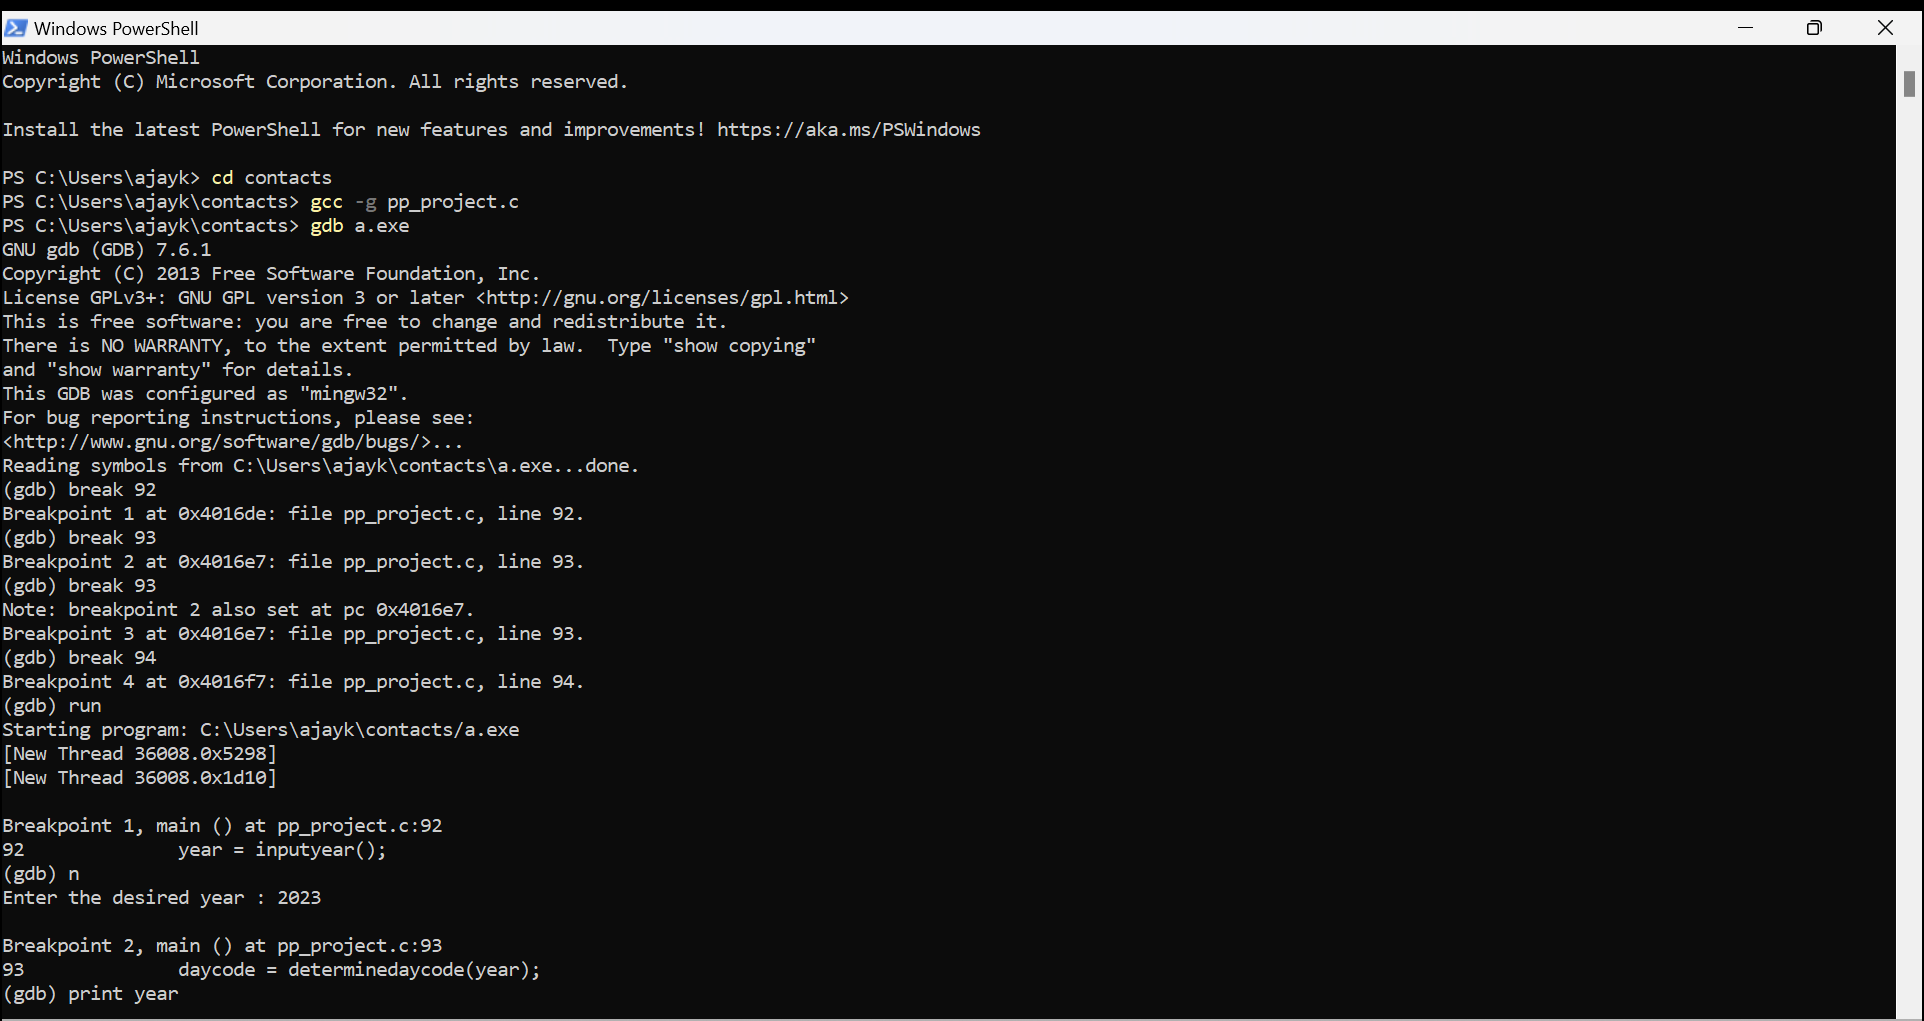 Windows PowerShell
Windows PowerShell
Copyright (C) Microsoft Corporation. All rights reserved.
Install the latest PowerShell for new features and improvements! https://aka.ms/PSWindows
PS C:\Users\ajayk> cd contacts
PS C:\Users\ajayk\contacts> gcc -g pp_project.c
PS C:\Users\ajayk\contacts> gdb a.exe
GNU gdb (GDB) 7.6.1
Copyright (C) 2013 Free Software Foundation, Inc.
License GPLv3+: GNU GPL version 3 or later <http://gnu.org/licenses/gpl.html>
This is free software: you are free to change and redistribute it.
There is NO WARRANTY, to the extent permitted by law.  Type "show copying"
and "show warranty" for details.
This GDB was configured as "mingw32".
For bug reporting instructions, please see:
<http://www.gnu.org/software/gdb/bugs/>...
Reading symbols from C:\Users\ajayk\contacts\a.exe...done.
(gdb) break 92
Breakpoint 1 at 0x4016de: file pp_project.c, line 92.
(gdb) break 93
Breakpoint 2 at 0x4016e7: file pp_project.c, line 93.
(gdb) break 93
Note: breakpoint 2 also set at pc 0x4016e7.
Breakpoint 3 at 0x4016e7: file pp_project.c, line 93.
(gdb) break 94
Breakpoint 4 at 0x4016f7: file pp_project.c, line 94.
(gdb) run
Starting program: C:\Users\ajayk\contacts/a.exe
[New Thread 36008.0x5298]
[New Thread 36008.0x1d10]
Breakpoint 1, main () at pp_project.c:92
92              year = inputyear();
(gdb) n
Enter the desired year : 2023
Breakpoint 2, main () at pp_project.c:93
93              daycode = determinedaycode(year);
(gdb) print year